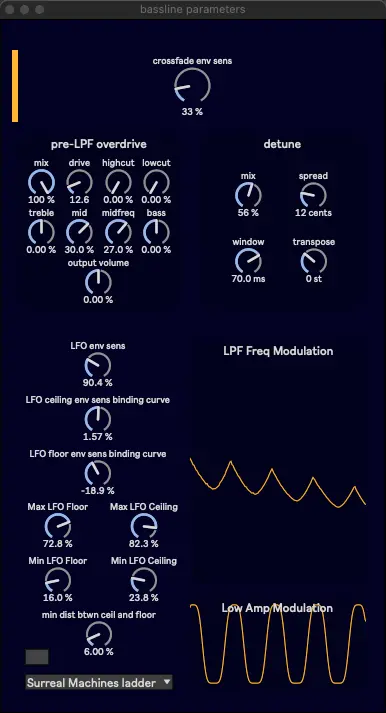 bassline parameters
crossfade env sens
33 %
pre-LPF overdrive
mix drive highcut lowcut
100 % 12.6 0.00 % 0.00 %
treble mid midfreq bass
0.00 % 30.0 % 27.0 % 0.00 %
output volume
0.00 %
detune
mix spread
56 % 12 cents
window transpose
70.0 ms 0 st
LFO env sens
90.4 %
LFO ceiling env sens binding curve
1.57 %
LFO floor env sens binding curve
-18.9 %
Max LFO Floor Max LFO Ceiling
72.8 % 82.3 %
Min LFO Floor Min LFO Ceiling
16.0 % 23.8 %
min dist btwn ceil and floor
6.00 %
Surreal Machines ladder
LPF Freq Modulation
Low Amp Modulation